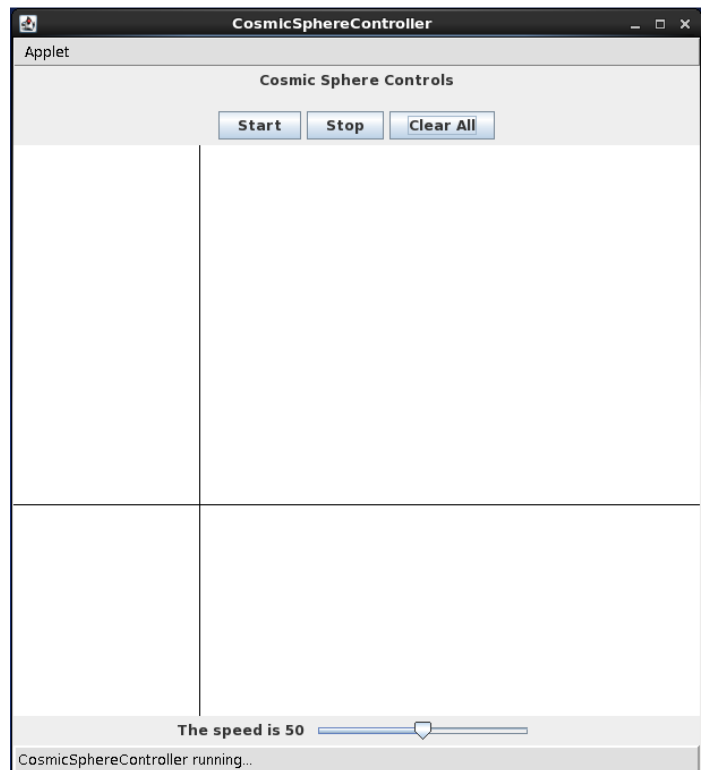 CosmicSphereController
Applet
Cosmic Sphere Controls
Start Stop Clear All
The speed is 50
CosmicSphereController running...